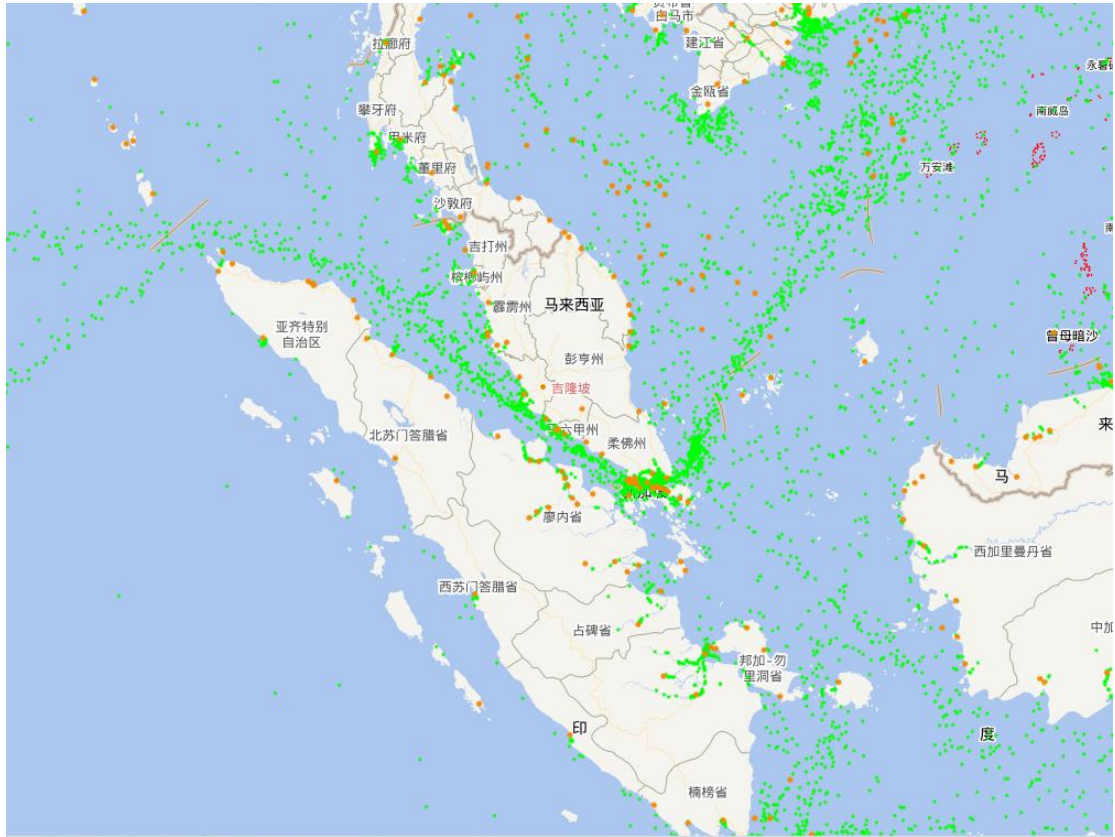 白马市
拉廊府
建江省
金瓯省
南威岛
攀牙府
甲米府
董里府
万安滩
沙敦府
吉打州
槟榔屿州
霹雳州
马来西亚
亚齐特别
自治区
曾母暗沙
彭亨州
吉隆坡
北苏门答腊省
柔佛州
来
马
廖内省
西加里曼丹省
西苏门答腊省
占碑省
中加
邦加-勿
里洞省
印
度
楠榜省